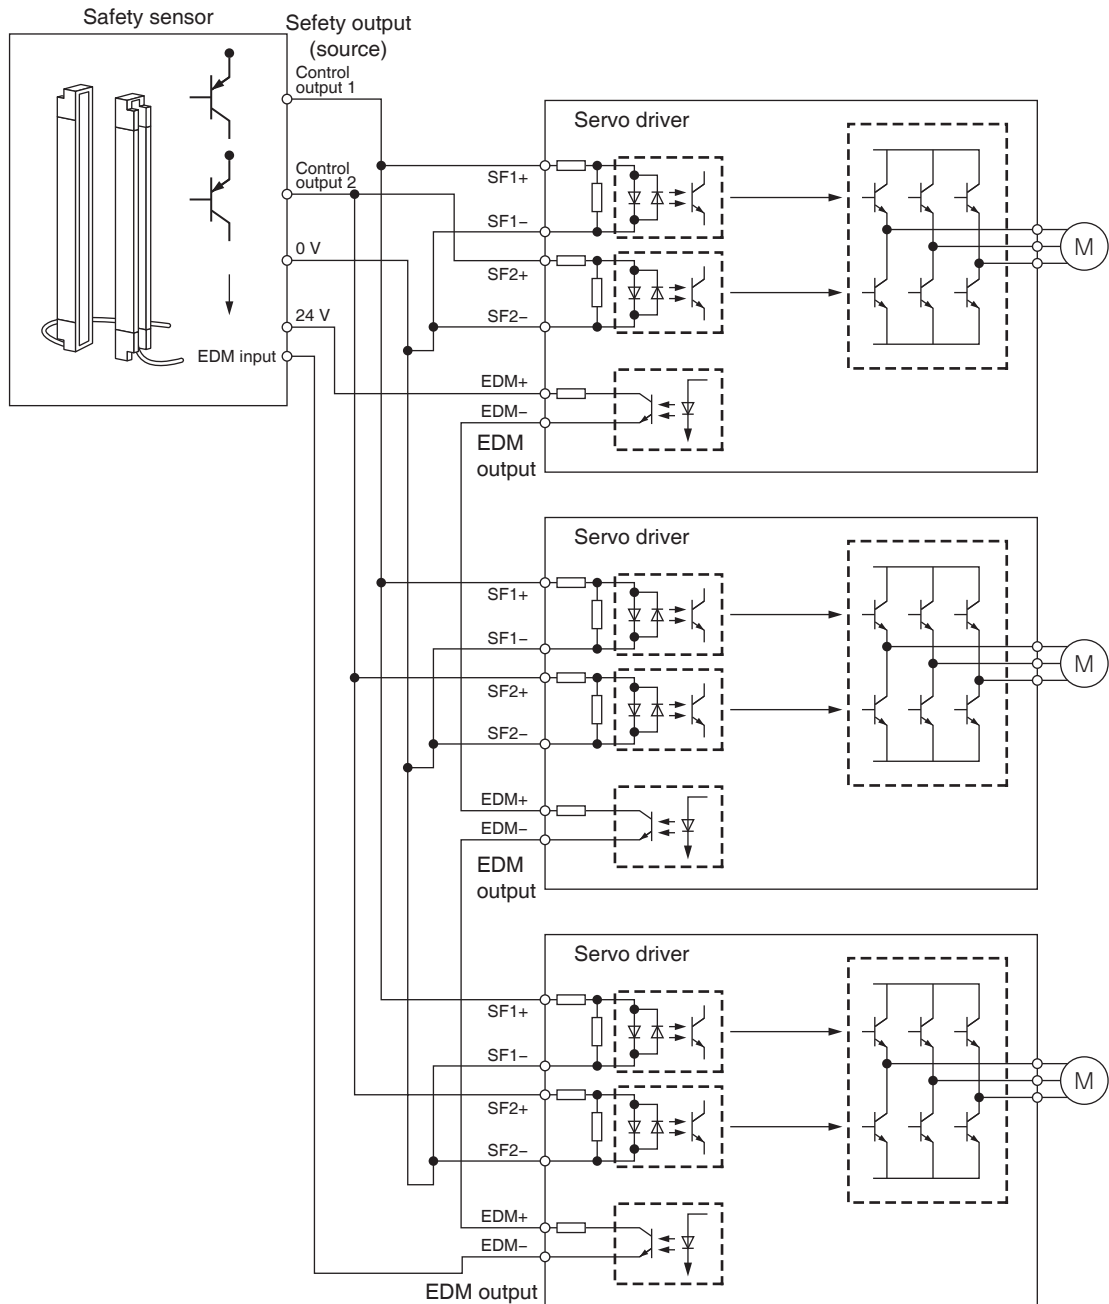 Safety sensor
Sefety output
(source)
Control
output 1
Control
output 2
0 V
24 V
EDM input
Servo driver
SF1+
SF1−
SF2+
SF2−
EDM+
EDM−
EDM
output
M
Servo driver
SF1+
SF1−
SF2+
SF2−
EDM+
EDM−
EDM
output
M
Servo driver
SF1+
SF1−
SF2+
SF2−
EDM+
EDM−
EDM output
M